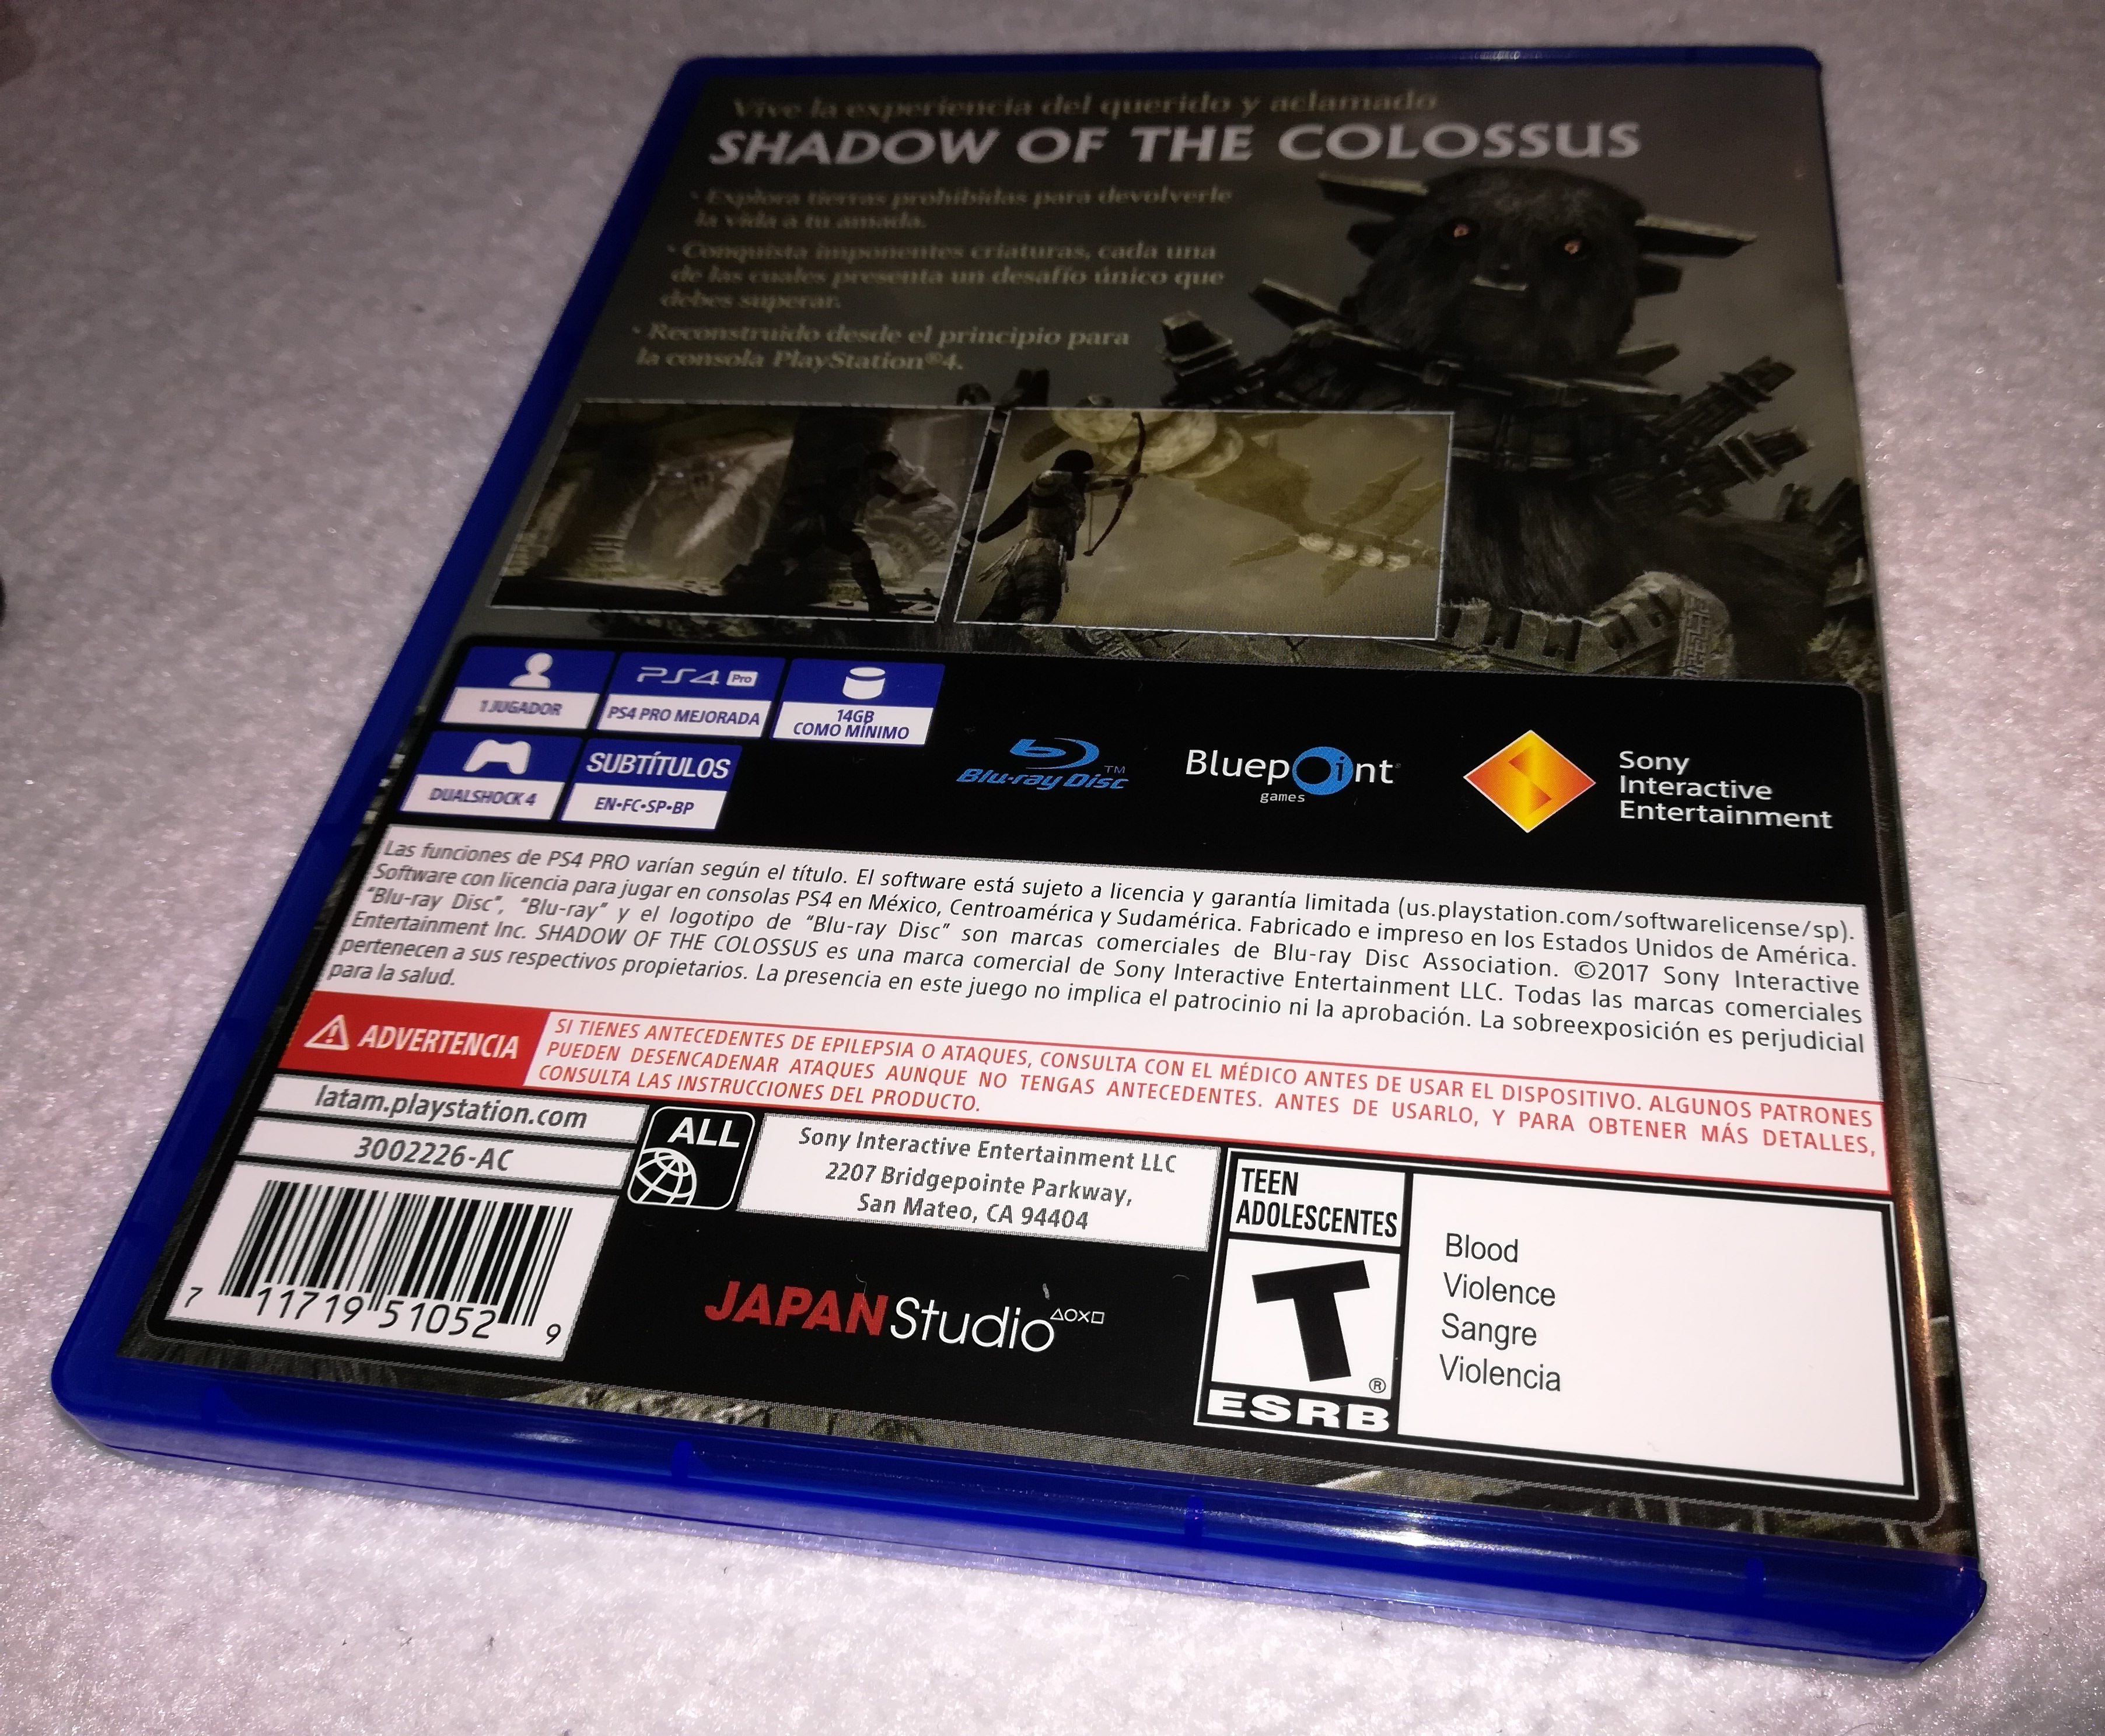 Vive la experiencia del querido y aclamado
SHADOW OF THE COLOSSUS
• Explora tierras prohibidas para devolverle
la vida a tu amada.
• Conquista imponentes criaturas, cada una
de las cuales presenta un desafío único que
debes superar.
• Reconstruido desde el principio para
la consola PlayStation®4.
1 JUGADOR
PS4 Pro
PS4 PRO MEJORADA
14GB
COMO MÍNIMO
DUALSHOCK 4
SUBTÍTULOS
EN•FC•SP•BP
Blu-ray Disc™
Bluepoint
games
Sony
Interactive
Entertainment
Las funciones de PS4 PRO varían según el título. El software está sujeto a licencia y garantía limitada (us.playstation.com/softwarelicense/sp).
Software con licencia para jugar en consolas PS4 en México, Centroamérica y Sudamérica. Fabricado e impreso en los Estados Unidos de América.
"Blu-ray Disc", "Blu-ray" y el logotipo de "Blu-ray Disc" son marcas comerciales de Blu-ray Disc Association. ©2017 Sony Interactive
Entertainment Inc. SHADOW OF THE COLOSSUS es una marca comercial de Sony Interactive Entertainment LLC. Todas las marcas comerciales
pertenecen a sus respectivos propietarios. La presencia en este juego no implica el patrocinio ni la aprobación. La sobreexposición es perjudicial
para la salud.
ADVERTENCIA
SI TIENES ANTECEDENTES DE EPILEPSIA O ATAQUES, CONSULTA CON EL MÉDICO ANTES DE USAR EL DISPOSITIVO. ALGUNOS PATRONES
PUEDEN DESENCADENAR ATAQUES AUNQUE NO TENGAS ANTECEDENTES. ANTES DE USARLO, Y PARA OBTENER MÁS DETALLES,
CONSULTA LAS INSTRUCCIONES DEL PRODUCTO.
latam.playstation.com
3002226-AC
7 11719 51052 9
ALL
Sony Interactive Entertainment LLC
2207 Bridgepointe Parkway,
San Mateo, CA 94404
JAPAN Studio
TEEN
ADOLESCENTES
T
®
ESRB
Blood
Violence
Sangre
Violencia